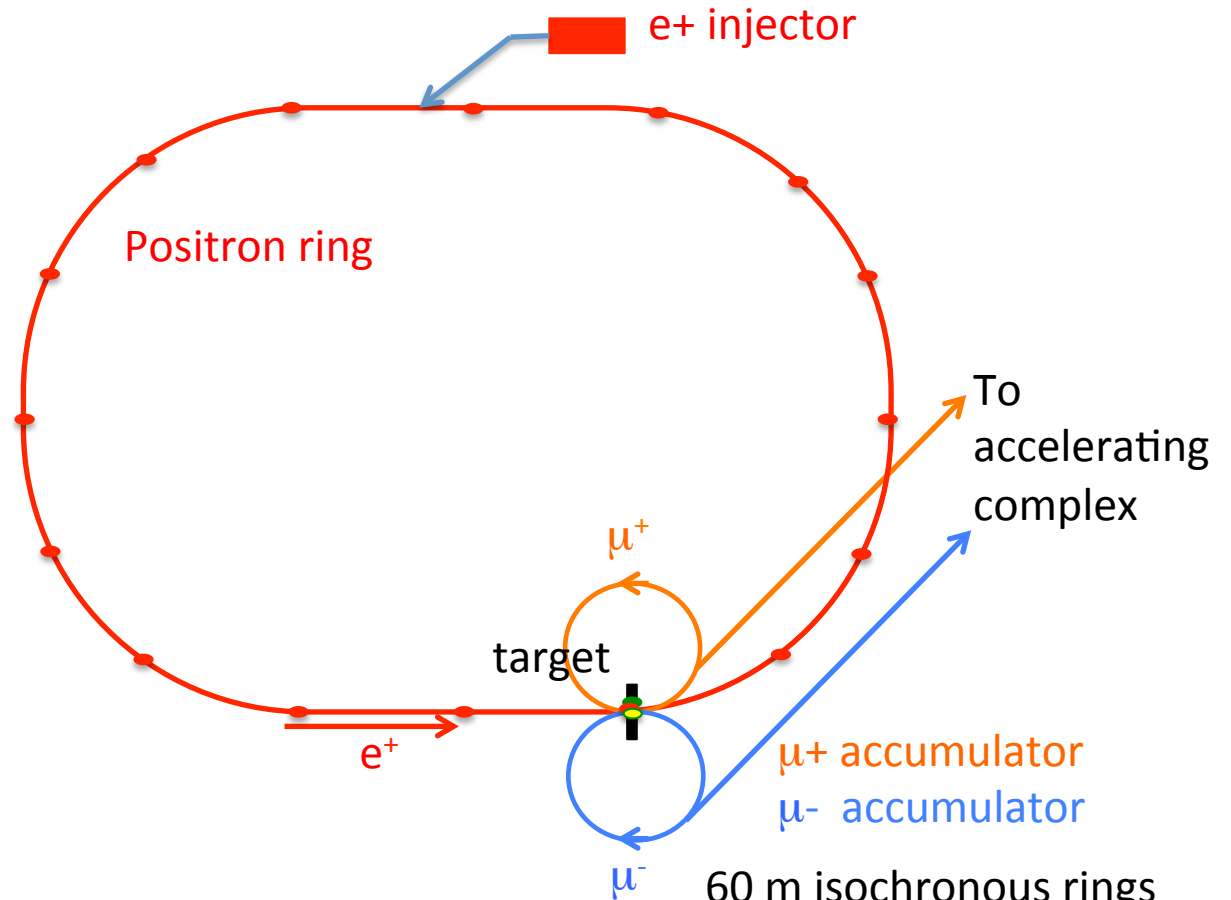 e+ injector
Positron ring
To
accelerating
complex
μ⁺
target
e⁺
μ+ accumulator
μ- accumulator
μ⁻
60 m isochronous rings